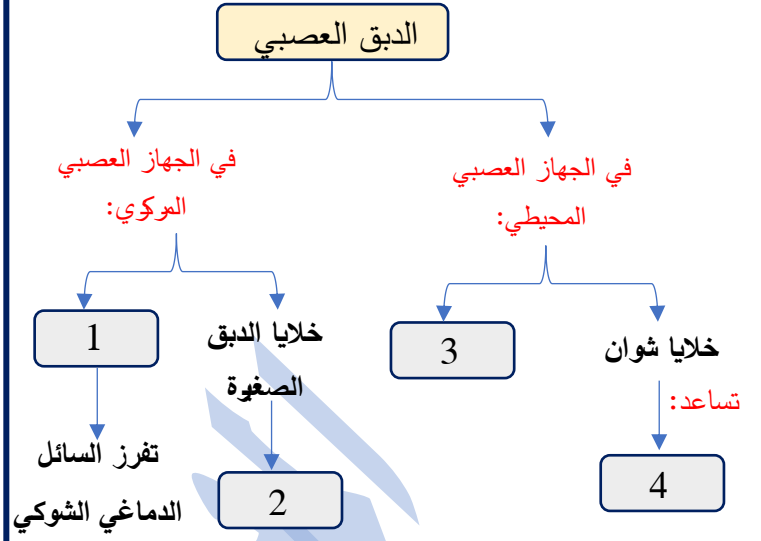 الدبق العصبي
في الجهاز العصبي
المحيطي:
في الجهاز العصبي
المركزي:
خلايا شوان
3
خلايا الدبق
الصغيرة
1
تساعد:
4
2
تفرز السائل
الدماغي الشوكي